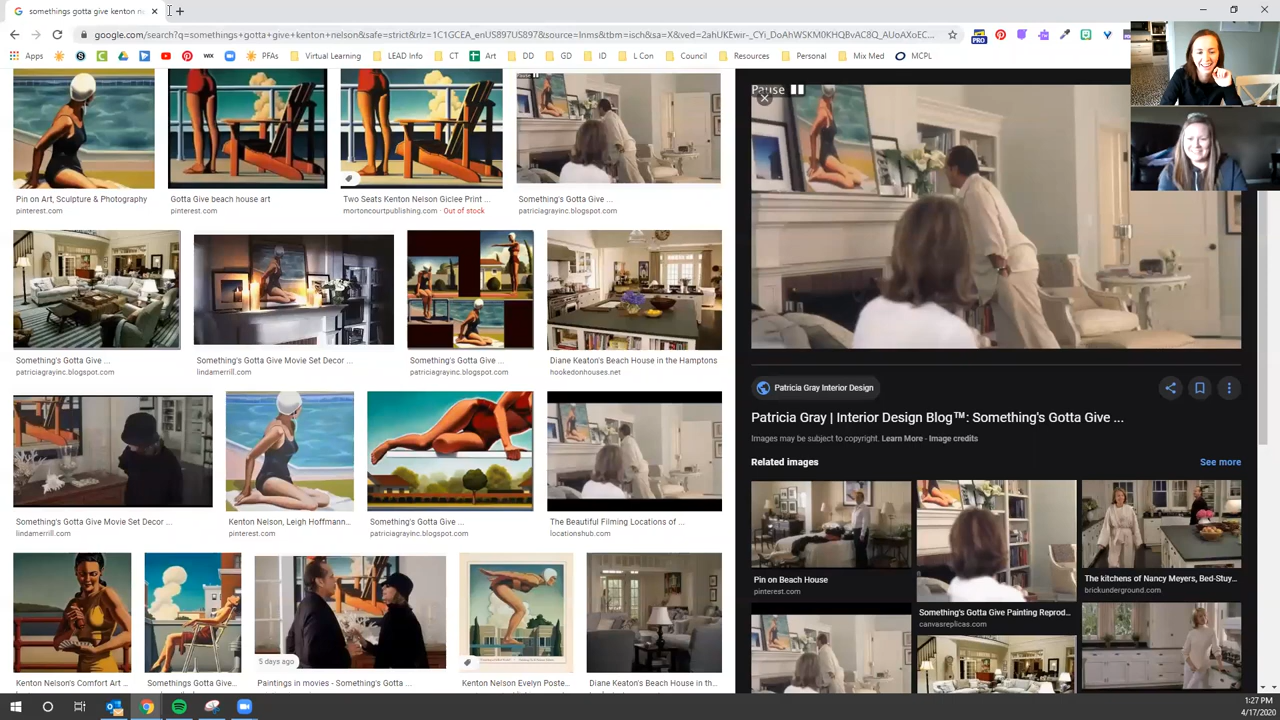 somethings gotta give kenton n
google.com/search?q=somethings+gotta+give+kenton+nelson&safe=strict&rlz=
Apps
PFAs
Virtual Learning
LEAD Info
CT
Art
DD
GD
ID
L Con
Council
Resources
Personal
Mix Med
MCPL
PRO
Pin on Art, Sculpture & Photography
pinterest.com
Gotta Give beach house art
pinterest.com
Two Seats Kenton Nelson Giclee Print ...
mortoncourtpublishing.com · Out of stock
Something's Gotta Give ...
patriciagrayinc.blogspot.com
Something's Gotta Give ...
patriciagrayinc.blogspot.com
Something's Gotta Give Movie Set Decor ...
lindamerrill.com
Something's Gotta Give ...
patriciagrayinc.blogspot.com
Diane Keaton's Beach House in the Hamptons
hookedonhouses.net
Something's Gotta Give Movie Set Decor ...
lindamerrill.com
Kenton Nelson, Leigh Hoffmann...
pinterest.com
Something's Gotta Give ...
patriciagrayinc.blogspot.com
The Beautiful Filming Locations of ...
locationshub.com
5 days ago
Kenton Nelson's Comfort Art ...
Somethings Gotta Give...
Paintings in movies - Something's Gotta ...
Kenton Nelson Evelyn Poste...
Diane Keaton's Beach House in th...
Pause
Patricia Gray Interior Design
Patricia Gray | Interior Design Blog™: Something's Gotta Give ...
Images may be subject to copyright. Learn More · Image credits
Related images
See more
Pin on Beach House
pinterest.com
Something's Gotta Give Painting Reprod...
canvasreplicas.com
The kitchens of Nancy Meyers, Bed-Stuy...
brickunderground.com
1:27 PM
4/17/2020